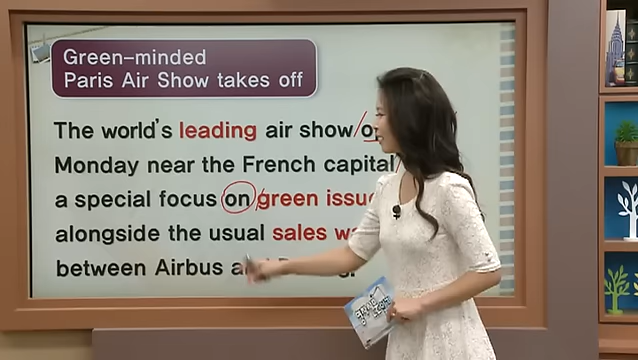 Green-minded
Paris Air Show takes off
The world's leading air show
Monday near the French capital
a special focus on green
alongside the usual sales
between Airbus